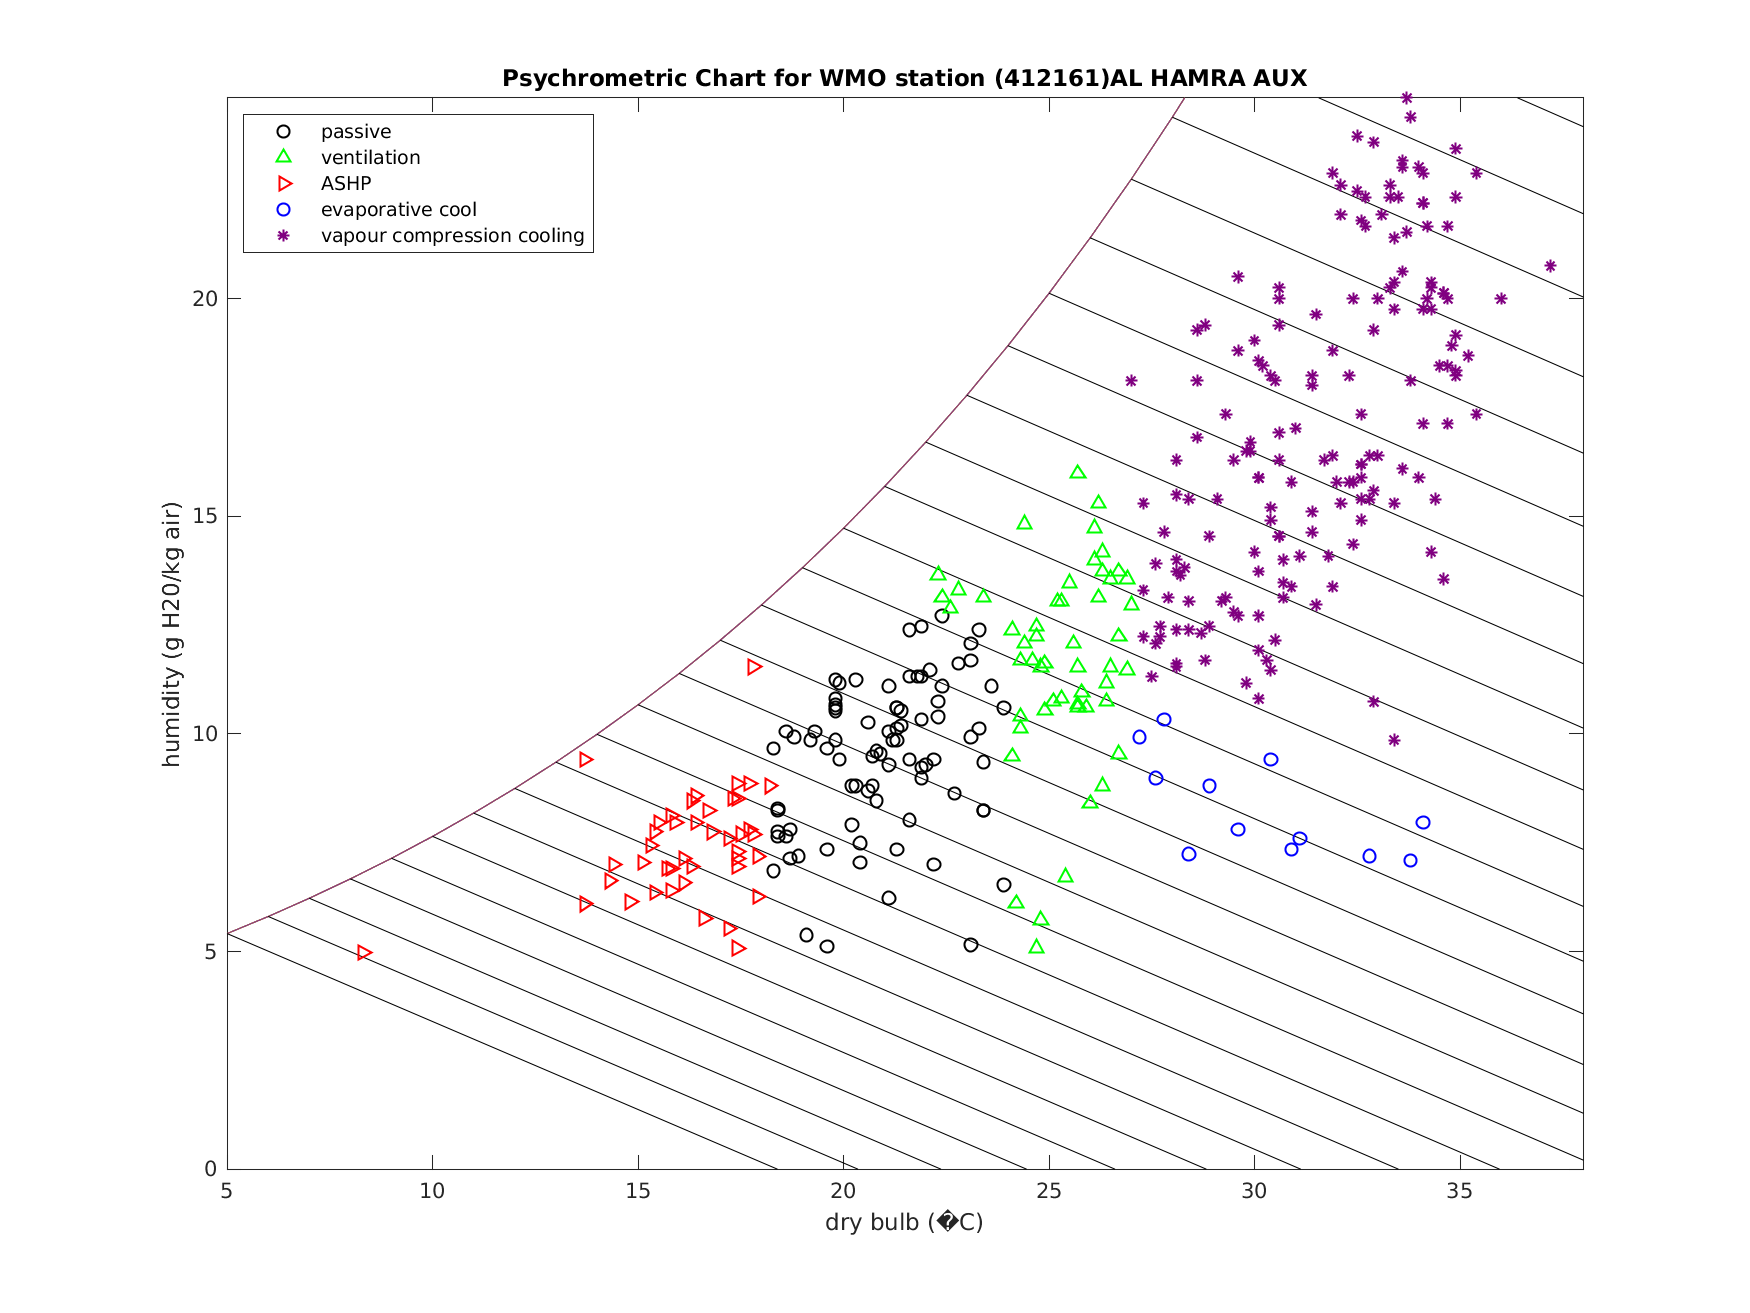 Psychrometric Chart for WMO station (412161)AL HAMRA AUX
passive
ventilation
ASHP
evaporative cool
vapour compression cooling
humidity (g H20/kg air)
20
15
10
5
0
5 10 15 20 25 30 35
dry bulb (�C)